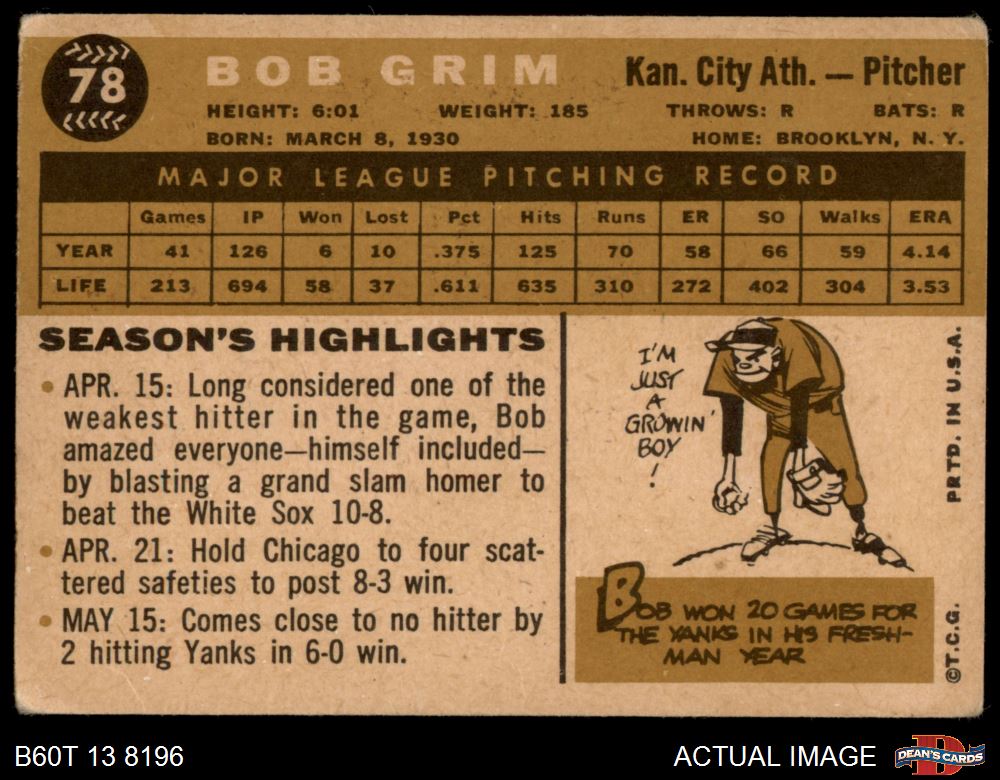 78
BOB GRIM
Kan. City Ath. — Pitcher
HEIGHT: 6:01 WEIGHT: 185 THROWS: R BATS: R
BORN: MARCH 8, 1930 HOME: BROOKLYN, N. Y.
MAJOR LEAGUE PITCHING RECORD
Games IP Won Lost Pct Hits Runs ER SO Walks ERA
YEAR 41 126 6 10 .375 125 70 58 66 59 4.14
LIFE 213 694 58 37 .611 635 310 272 402 304 3.53
SEASON'S HIGHLIGHTS
• APR. 15: Long considered one of the
weakest hitter in the game, Bob
amazed everyone—himself included—
by blasting a grand slam homer to
beat the White Sox 10-8.
• APR. 21: Hold Chicago to four scat-
tered safeties to post 8-3 win.
• MAY 15: Comes close to no hitter by
2 hitting Yanks in 6-0 win.
I'M
JUST
A
GROWIN'
BOY
!
BOB WON 20 GAMES FOR
THE YANKS IN HIS FRESH-
MAN YEAR
©T.C.G. PRTD. IN U.S.A.
B60T 13 8196
ACTUAL IMAGE
D
DEAN'S CARDS